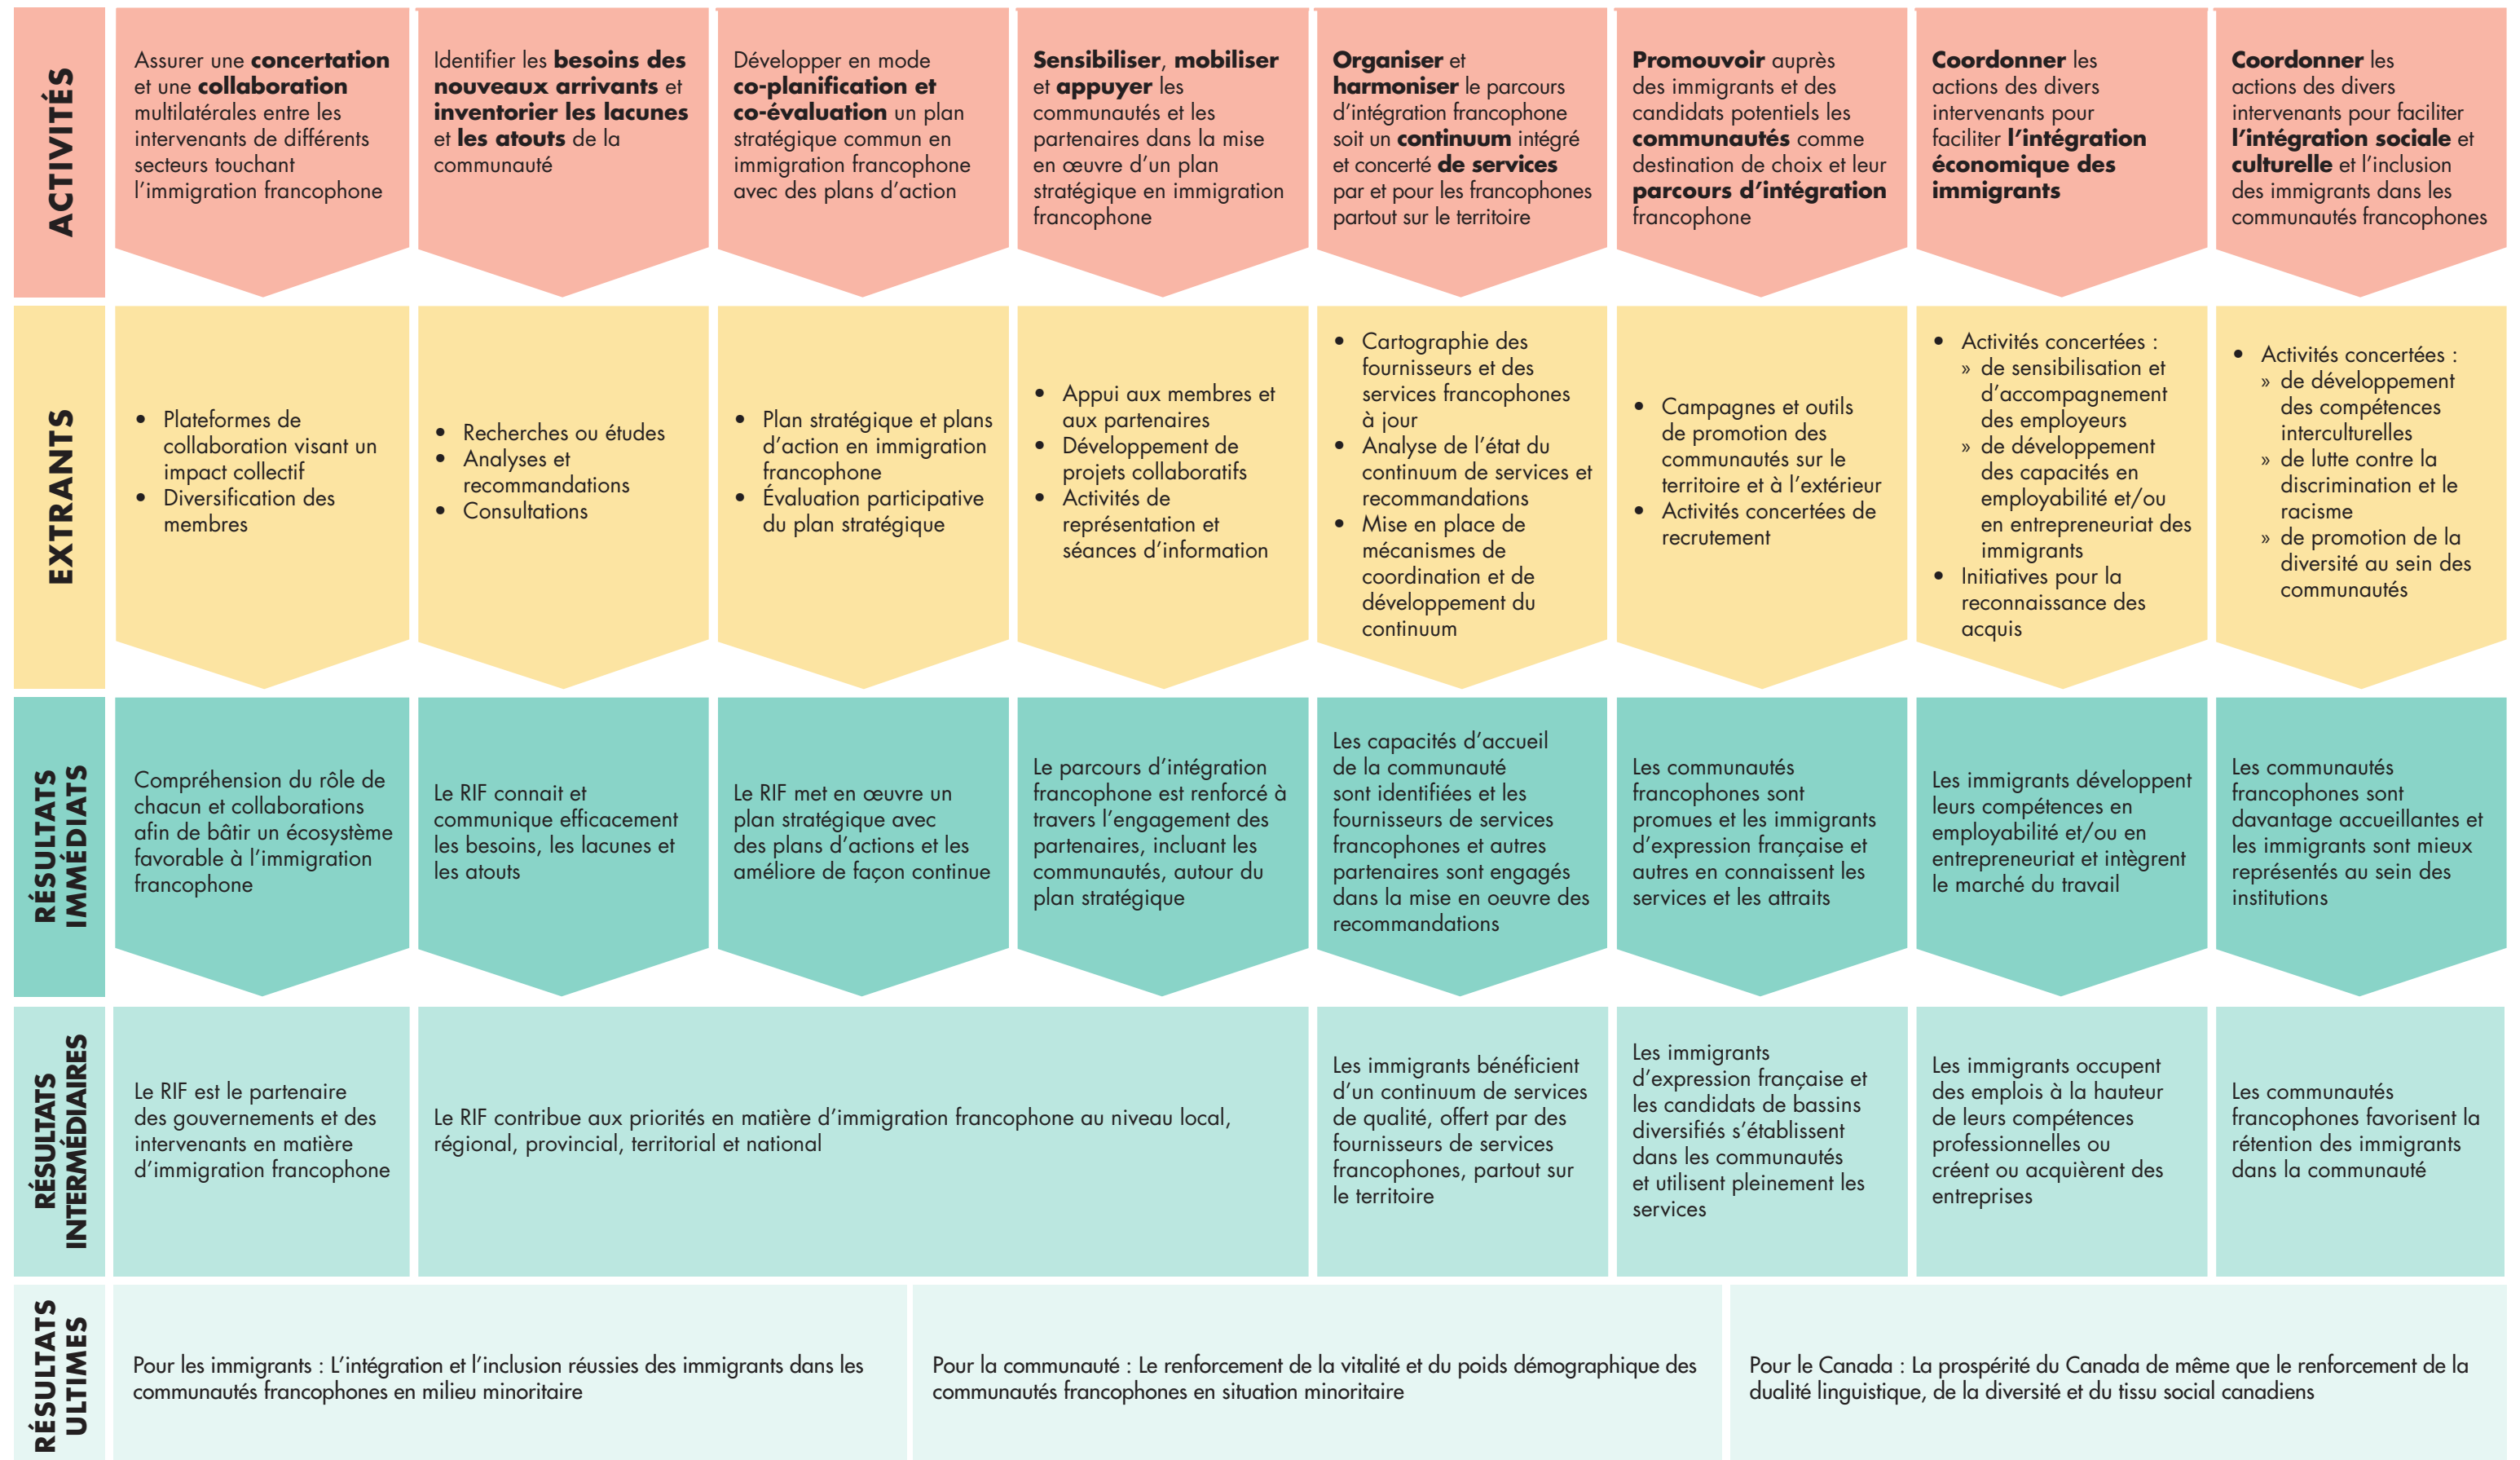 ACTIVITÉS
Assurer une concertation
et une collaboration
multilatérales entre les
intervenants de différents
secteurs touchant
l’immigration francophone
Identifier les besoins des
nouveaux arrivants et
inventorier les lacunes
et les atouts de la
communauté
Développer en mode
co-planification et
co-évaluation un plan
stratégique commun en
immigration francophone
avec des plans d’action
Sensibiliser, mobiliser
et appuyer les
communautés et les
partenaires dans la mise
en œuvre d’un plan
stratégique en immigration
francophone
Organiser et
harmoniser le parcours
d’intégration francophone
soit un continuum intégré
et concerté de services
par et pour les francophones
partout sur le territoire
Promouvoir auprès
des immigrants et des
candidats potentiels les
communautés comme
destination de choix et leur
parcours d’intégration
francophone
Coordonner les
actions des divers
intervenants pour
faciliter l’intégration
économique des
immigrants
Coordonner les
actions des divers
intervenants pour faciliter
l’intégration sociale et
culturelle et l’inclusion
des immigrants dans les
communautés francophones
EXTRANTS
• Plateformes de
collaboration visant un
impact collectif
• Diversification des
membres
• Recherches ou études
• Analyses et
recommandations
• Consultations
• Plan stratégique et plans
d’action en immigration
francophone
• Évaluation participative
du plan stratégique
• Appui aux membres et
aux partenaires
• Développement de
projets collaboratifs
• Activités de
représentation et
séances d’information
• Cartographie des
fournisseurs et des
services francophones
à jour
• Analyse de l’état du
continuum de services et
recommandations
• Mise en place de
mécanismes de
coordination et de
développement du
continuum
• Campagnes et outils
de promotion des
communautés sur le
territoire et à l’extérieur
• Activités concertées de
recrutement
• Activités concertées :
» de sensibilisation et
d’accompagnement
des employeurs
» de développement
des capacités en
employabilité et/ou
en entrepreneuriat des
immigrants
• Initiatives pour la
reconnaissance des
acquis
• Activités concertées :
» de développement
des compétences
interculturelles
» de lutte contre la
discrimination et le
racisme
» de promotion de la
diversité au sein des
communautés
RÉSULTATS
IMMÉDIATS
Compréhension du rôle de
chacun et collaborations
afin de bâtir un écosystème
favorable à l’immigration
francophone
Le RIF connait et
communique efficacement
les besoins, les lacunes et
les atouts
Le RIF met en œuvre un
plan stratégique avec
des plans d’actions et les
améliore de façon continue
Le parcours d’intégration
francophone est renforcé à
travers l’engagement des
partenaires, incluant les
communautés, autour du
plan stratégique
Les capacités d’accueil
de la communauté
sont identifiées et les
fournisseurs de services
francophones et autres
partenaires sont engagés
dans la mise en oeuvre des
recommandations
Les communautés
francophones sont
promues et les immigrants
d’expression française et
autres en connaissent les
services et les attraits
Les immigrants développent
leurs compétences en
employabilité et/ou en
entrepreneuriat et intègrent
le marché du travail
Les communautés
francophones sont
davantage accueillantes et
les immigrants sont mieux
représentés au sein des
institutions
RÉSULTATS
INTERMÉDIAIRES
Le RIF est le partenaire
des gouvernements et des
intervenants en matière
d’immigration francophone
Le RIF contribue aux priorités en matière d’immigration francophone au niveau local,
régional, provincial, territorial et national
Les immigrants bénéficient
d’un continuum de services
de qualité, offert par des
fournisseurs de services
francophones, partout sur
le territoire
Les immigrants
d’expression française et
les candidats de bassins
diversifiés s’établissent
dans les communautés
et utilisent pleinement les
services
Les immigrants occupent
des emplois à la hauteur
de leurs compétences
professionnelles ou
créent ou acquièrent des
entreprises
Les communautés
francophones favorisent la
rétention des immigrants
dans la communauté
RÉSULTATS
ULTIMES
Pour les immigrants : L’intégration et l’inclusion réussies des immigrants dans les
communautés francophones en milieu minoritaire
Pour la communauté : Le renforcement de la vitalité et du poids démographique des
communautés francophones en situation minoritaire
Pour le Canada : La prospérité du Canada de même que le renforcement de la
dualité linguistique, de la diversité et du tissu social canadiens